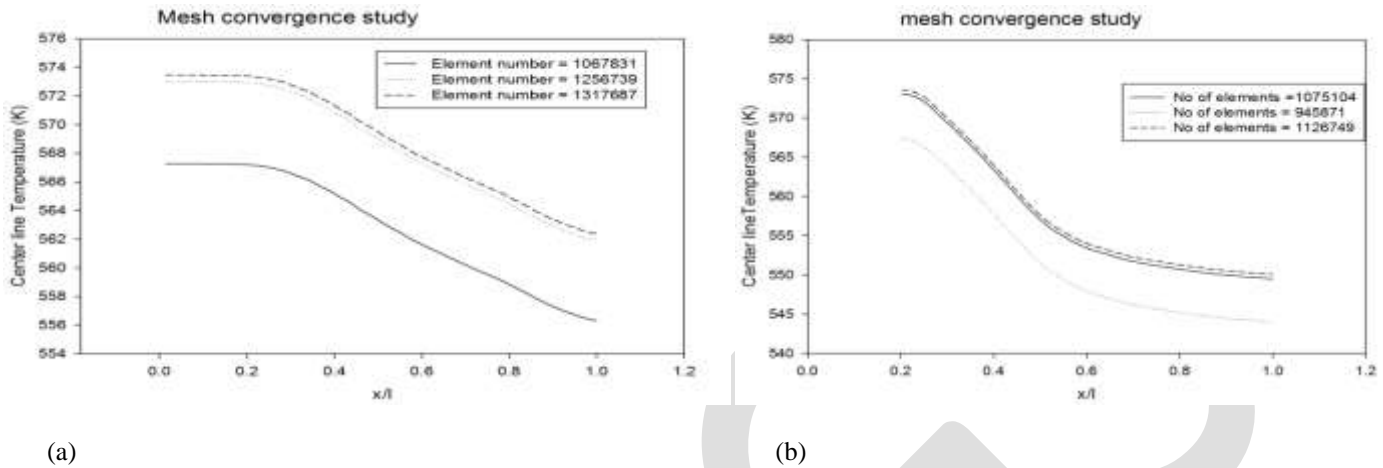 Mesh convergence study
576
574
572
570
568
566
564
562
560
558
556
554
Center line Temperature (K)
Element number = 1067831
Element number = 1256739
Element number = 1317687
0.0 0.2 0.4 0.6 0.8 1.0 1.2
x/l
(a)
mesh convergence study
580
575
570
565
560
555
550
545
540
Center lineTemperature (K)
No of elements =1075104
No of elements = 945871
No of elements = 1126749
0.0 0.2 0.4 0.6 0.8 1.0 1.2
x/l
(b)